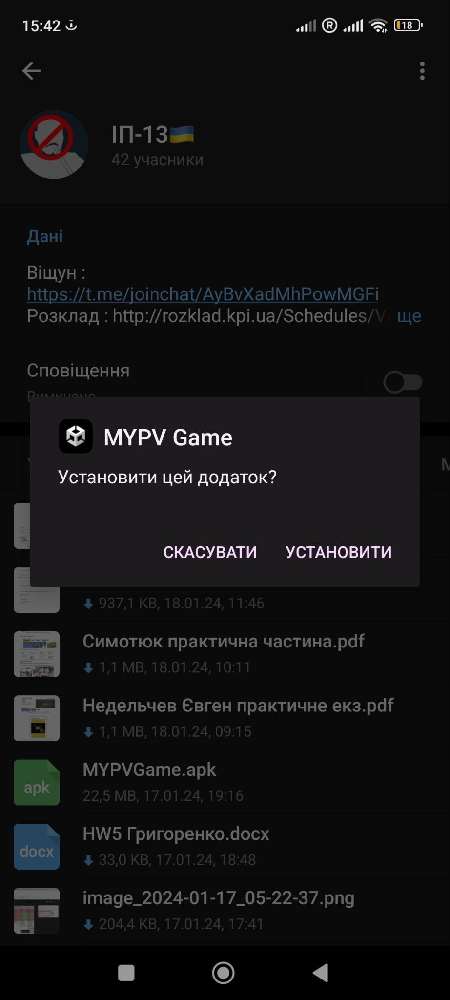 15:42
18
ІП-13🇺🇦
42 учасники
Дані
Віщун :
https://t.me/joinchat/AyBvXadMhPowMGFi
Розклад : http://rozklad.kpi.ua/Schedules/Vi ще
Сповіщення
Вимкнено
MYPV Game
Установити цей додаток?
СКАСУВАТИ УСТАНОВИТИ
937,1 KB, 18.01.24, 11:46
Симотюк практична частина.pdf
1,1 MB, 18.01.24, 10:11
Недельчев Євген практичне екз.pdf
1,1 MB, 18.01.24, 09:15
apk
MYPVGame.apk
22,5 MB, 17.01.24, 19:16
docx
HW5 Григоренко.docx
33,0 KB, 17.01.24, 18:48
image_2024-01-17_05-22-37.png
204,4 KB, 17.01.24, 17:41